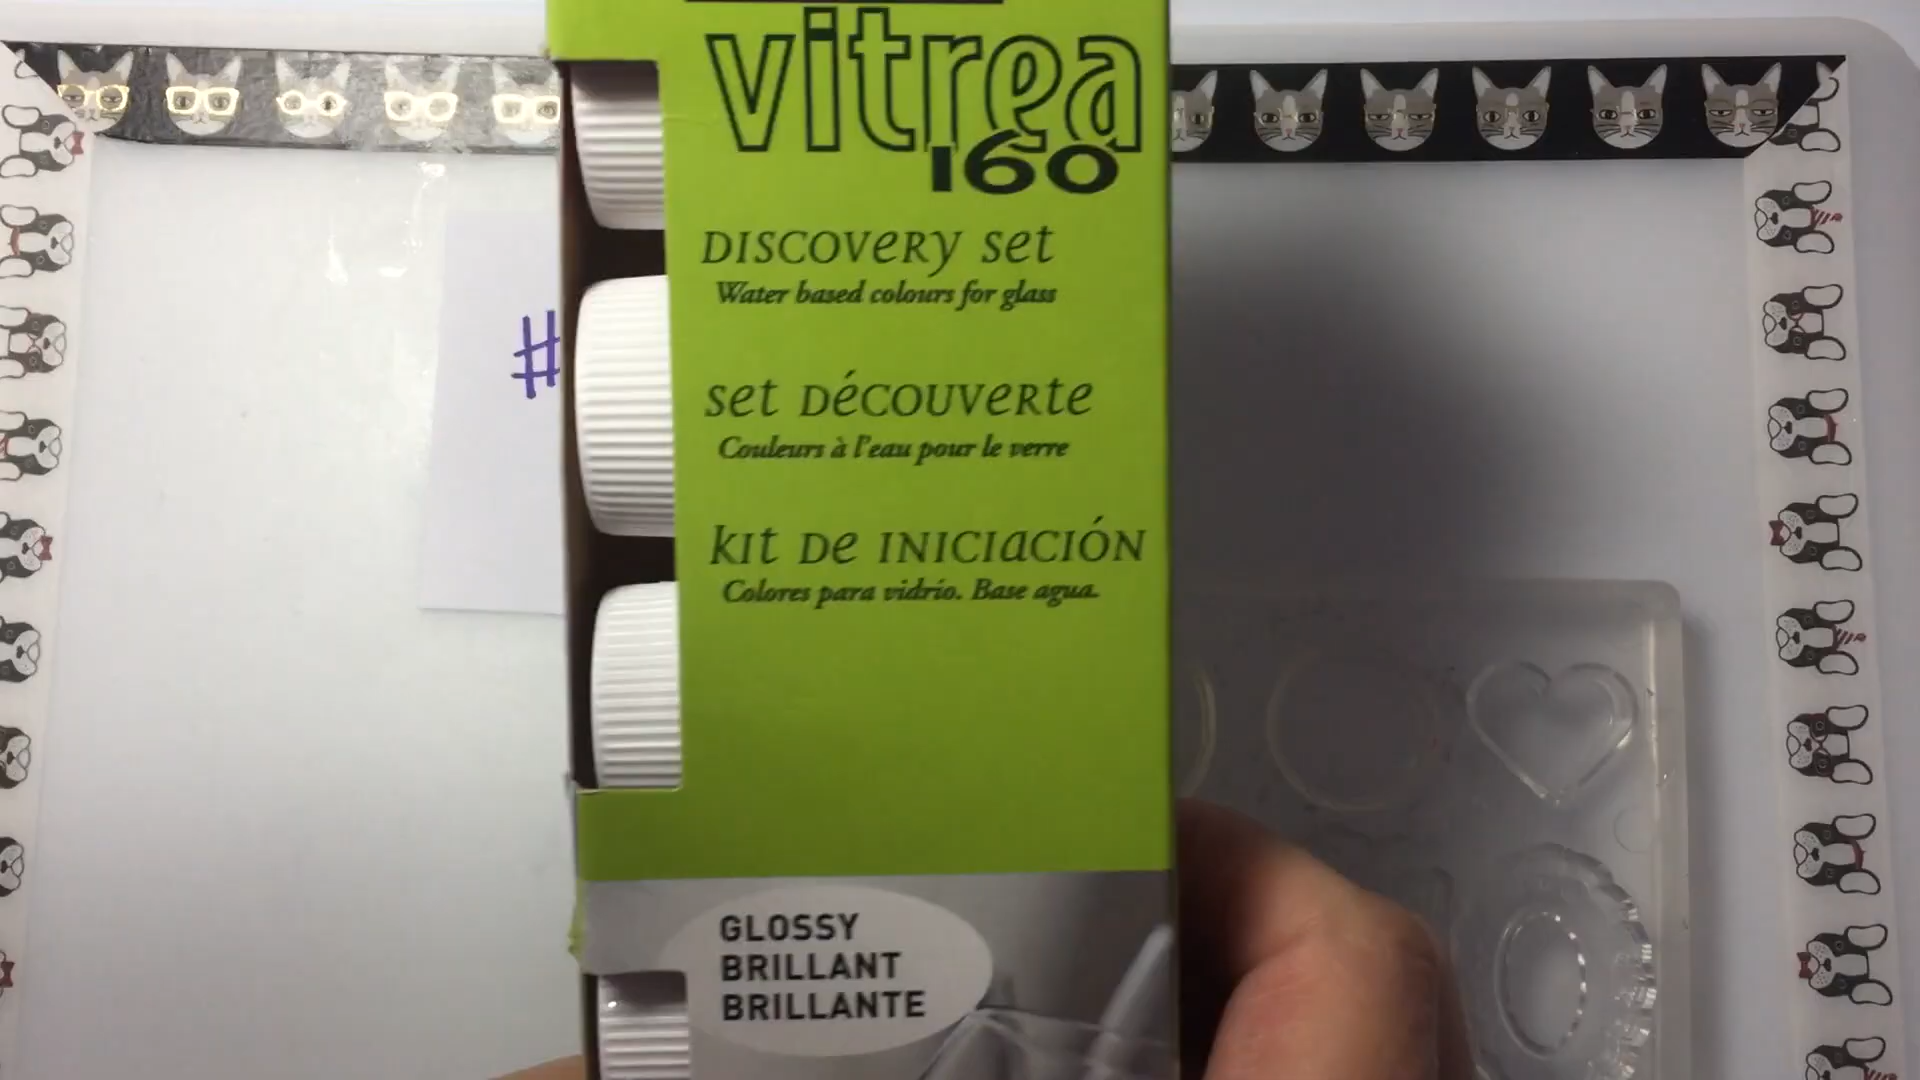 vitrea
160
DISCOVERY set
Water based colours for glass
set DÉCOUVERTE
Couleurs à l'eau pour le verre
kit DE INICIACIÓN
Colores para vidrio. Base agua.
GLOSSY
BRILLANT
BRILLANTE
#